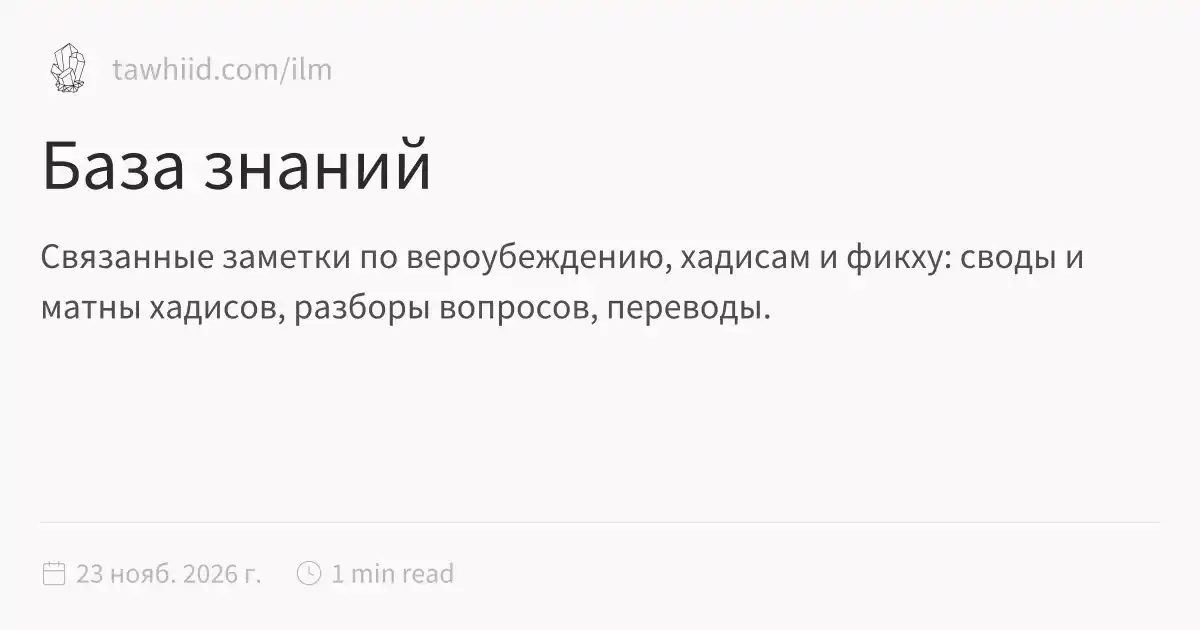 tawhiid.com/ilm
База знаний
Связанные заметки по вероубеждению, хадисам и фикху: своды и
матны хадисов, разборы вопросов, переводы.
23 нояб. 2026 г. 1 min read